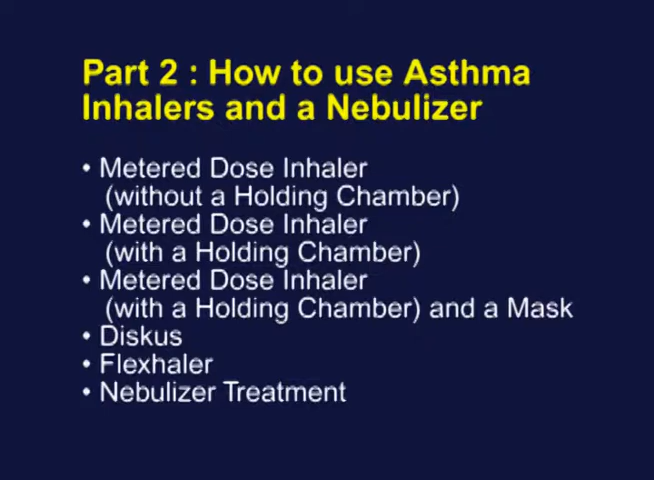 Part 2 : How to use Asthma
Inhalers and a Nebulizer
• Metered Dose Inhaler
(without a Holding Chamber)
• Metered Dose Inhaler
(with a Holding Chamber)
• Metered Dose Inhaler
(with a Holding Chamber) and a Mask
• Diskus
• Flexhaler
• Nebulizer Treatment